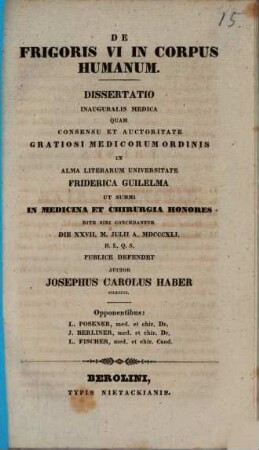 15.
DE
FRIGORIS VI IN CORPUS
HUMANUM.
DISSERTATIO
INAUGURALIS MEDICA
QUAM
CONSENSU ET AUCTORITATE
GRATIOSI MEDICORUM ORDINIS
IN
ALMA LITERARUM UNIVERSITATE
FRIDERICA GUILELMA
UT SUMMI
IN MEDICINA ET CHIRURGIA HONORES
RITE SIBI CONCEDANTUR
DIE XXVII. M. JULII A. MDCCCXLI.
H. L. Q. S.
PUBLICE DEFENDET
AUCTOR
JOSEPHUS CAROLUS HABER
Opponentibus:
L. POSENER, med. et chir. Dr.
J. BERLINER, med. et chir. Dr.
L. FISCHER, med. et chir. Cand.
BEROLINI,
TYPIS NIETACKIANIS.